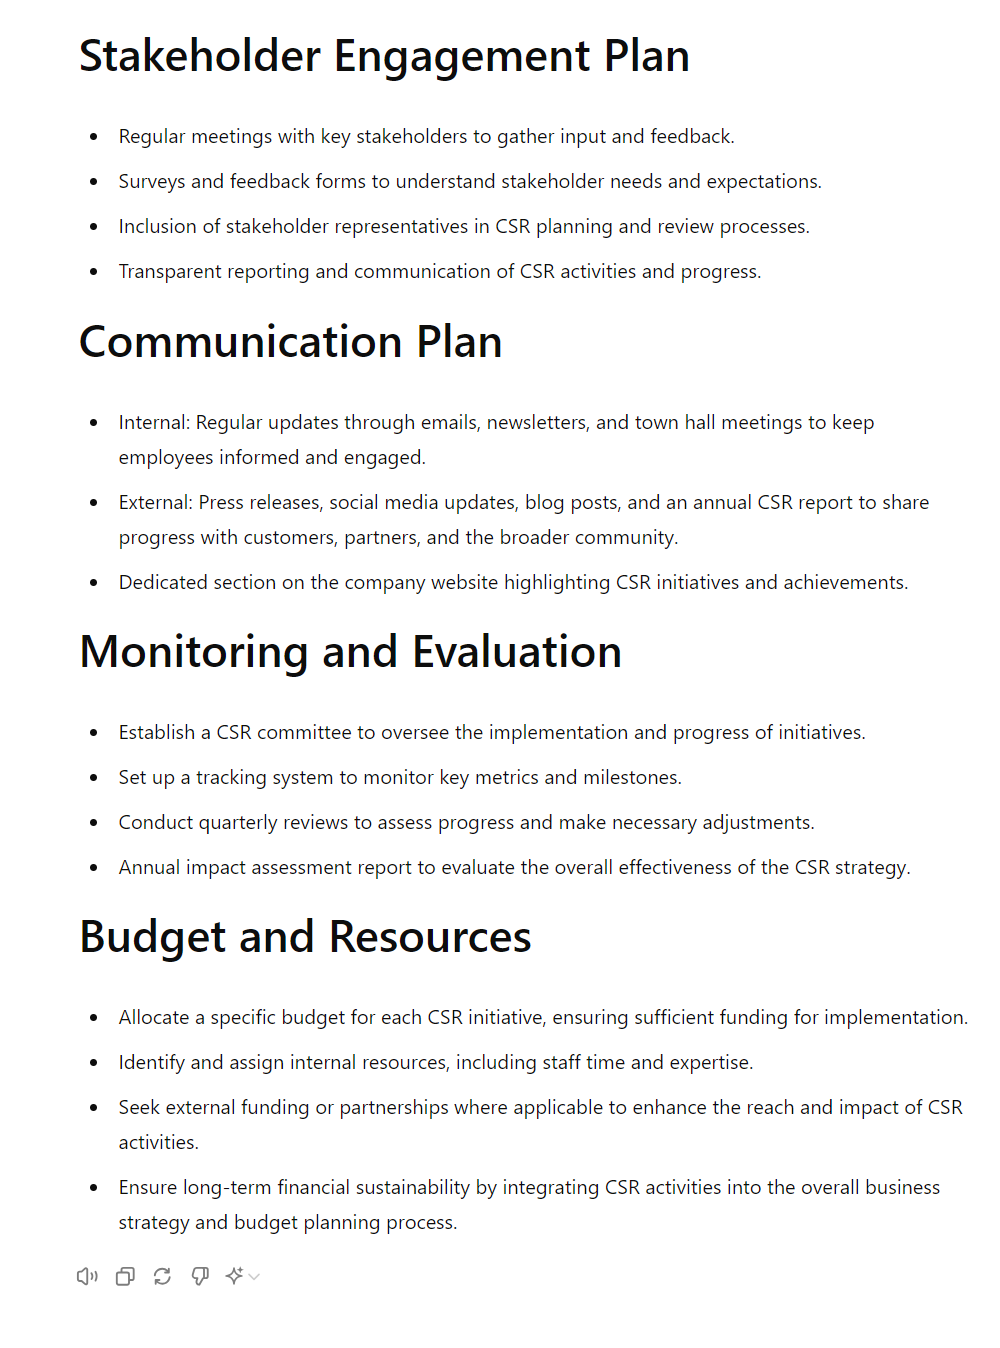 Stakeholder Engagement Plan
• Regular meetings with key stakeholders to gather input and feedback.
• Surveys and feedback forms to understand stakeholder needs and expectations.
• Inclusion of stakeholder representatives in CSR planning and review processes.
• Transparent reporting and communication of CSR activities and progress.
Communication Plan
• Internal: Regular updates through emails, newsletters, and town hall meetings to keep
employees informed and engaged.
• External: Press releases, social media updates, blog posts, and an annual CSR report to share
progress with customers, partners, and the broader community.
• Dedicated section on the company website highlighting CSR initiatives and achievements.
Monitoring and Evaluation
• Establish a CSR committee to oversee the implementation and progress of initiatives.
• Set up a tracking system to monitor key metrics and milestones.
• Conduct quarterly reviews to assess progress and make necessary adjustments.
• Annual impact assessment report to evaluate the overall effectiveness of the CSR strategy.
Budget and Resources
• Allocate a specific budget for each CSR initiative, ensuring sufficient funding for implementation.
• Identify and assign internal resources, including staff time and expertise.
• Seek external funding or partnerships where applicable to enhance the reach and impact of CSR
activities.
• Ensure long-term financial sustainability by integrating CSR activities into the overall business
strategy and budget planning process.